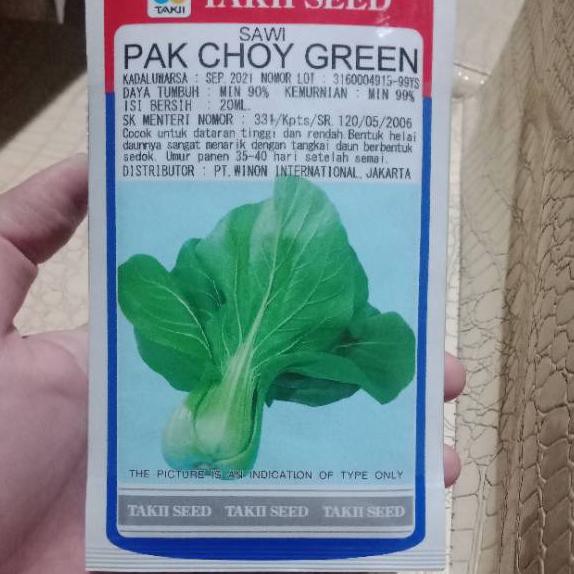 TAKII
TAKII SEED
SAWI
PAK CHOY GREEN
KADALUWARSA : SEP. 2021 NOMOR LOT : 3160004915-99YS
DAYA TUMBUH : MIN 90% KEMURNIAN : MIN 99%
ISI BERSIH : 20ML.
SK MENTERI NOMOR : 331/Kpts/SR. 120/05/2006
Cocok untuk dataran tinggi dan rendah. Bentuk helai
daunnya sangat menarik dengan tangkai daun berbentuk
sedok. Umur panen 35-40 hari setelah semai.
DISTRIBUTOR : PT. WINON INTERNATIONAL, JAKARTA
THE PICTURE IS AN INDICATION OF TYPE ONLY
TAKII SEED TAKII SEED TAKII SEED